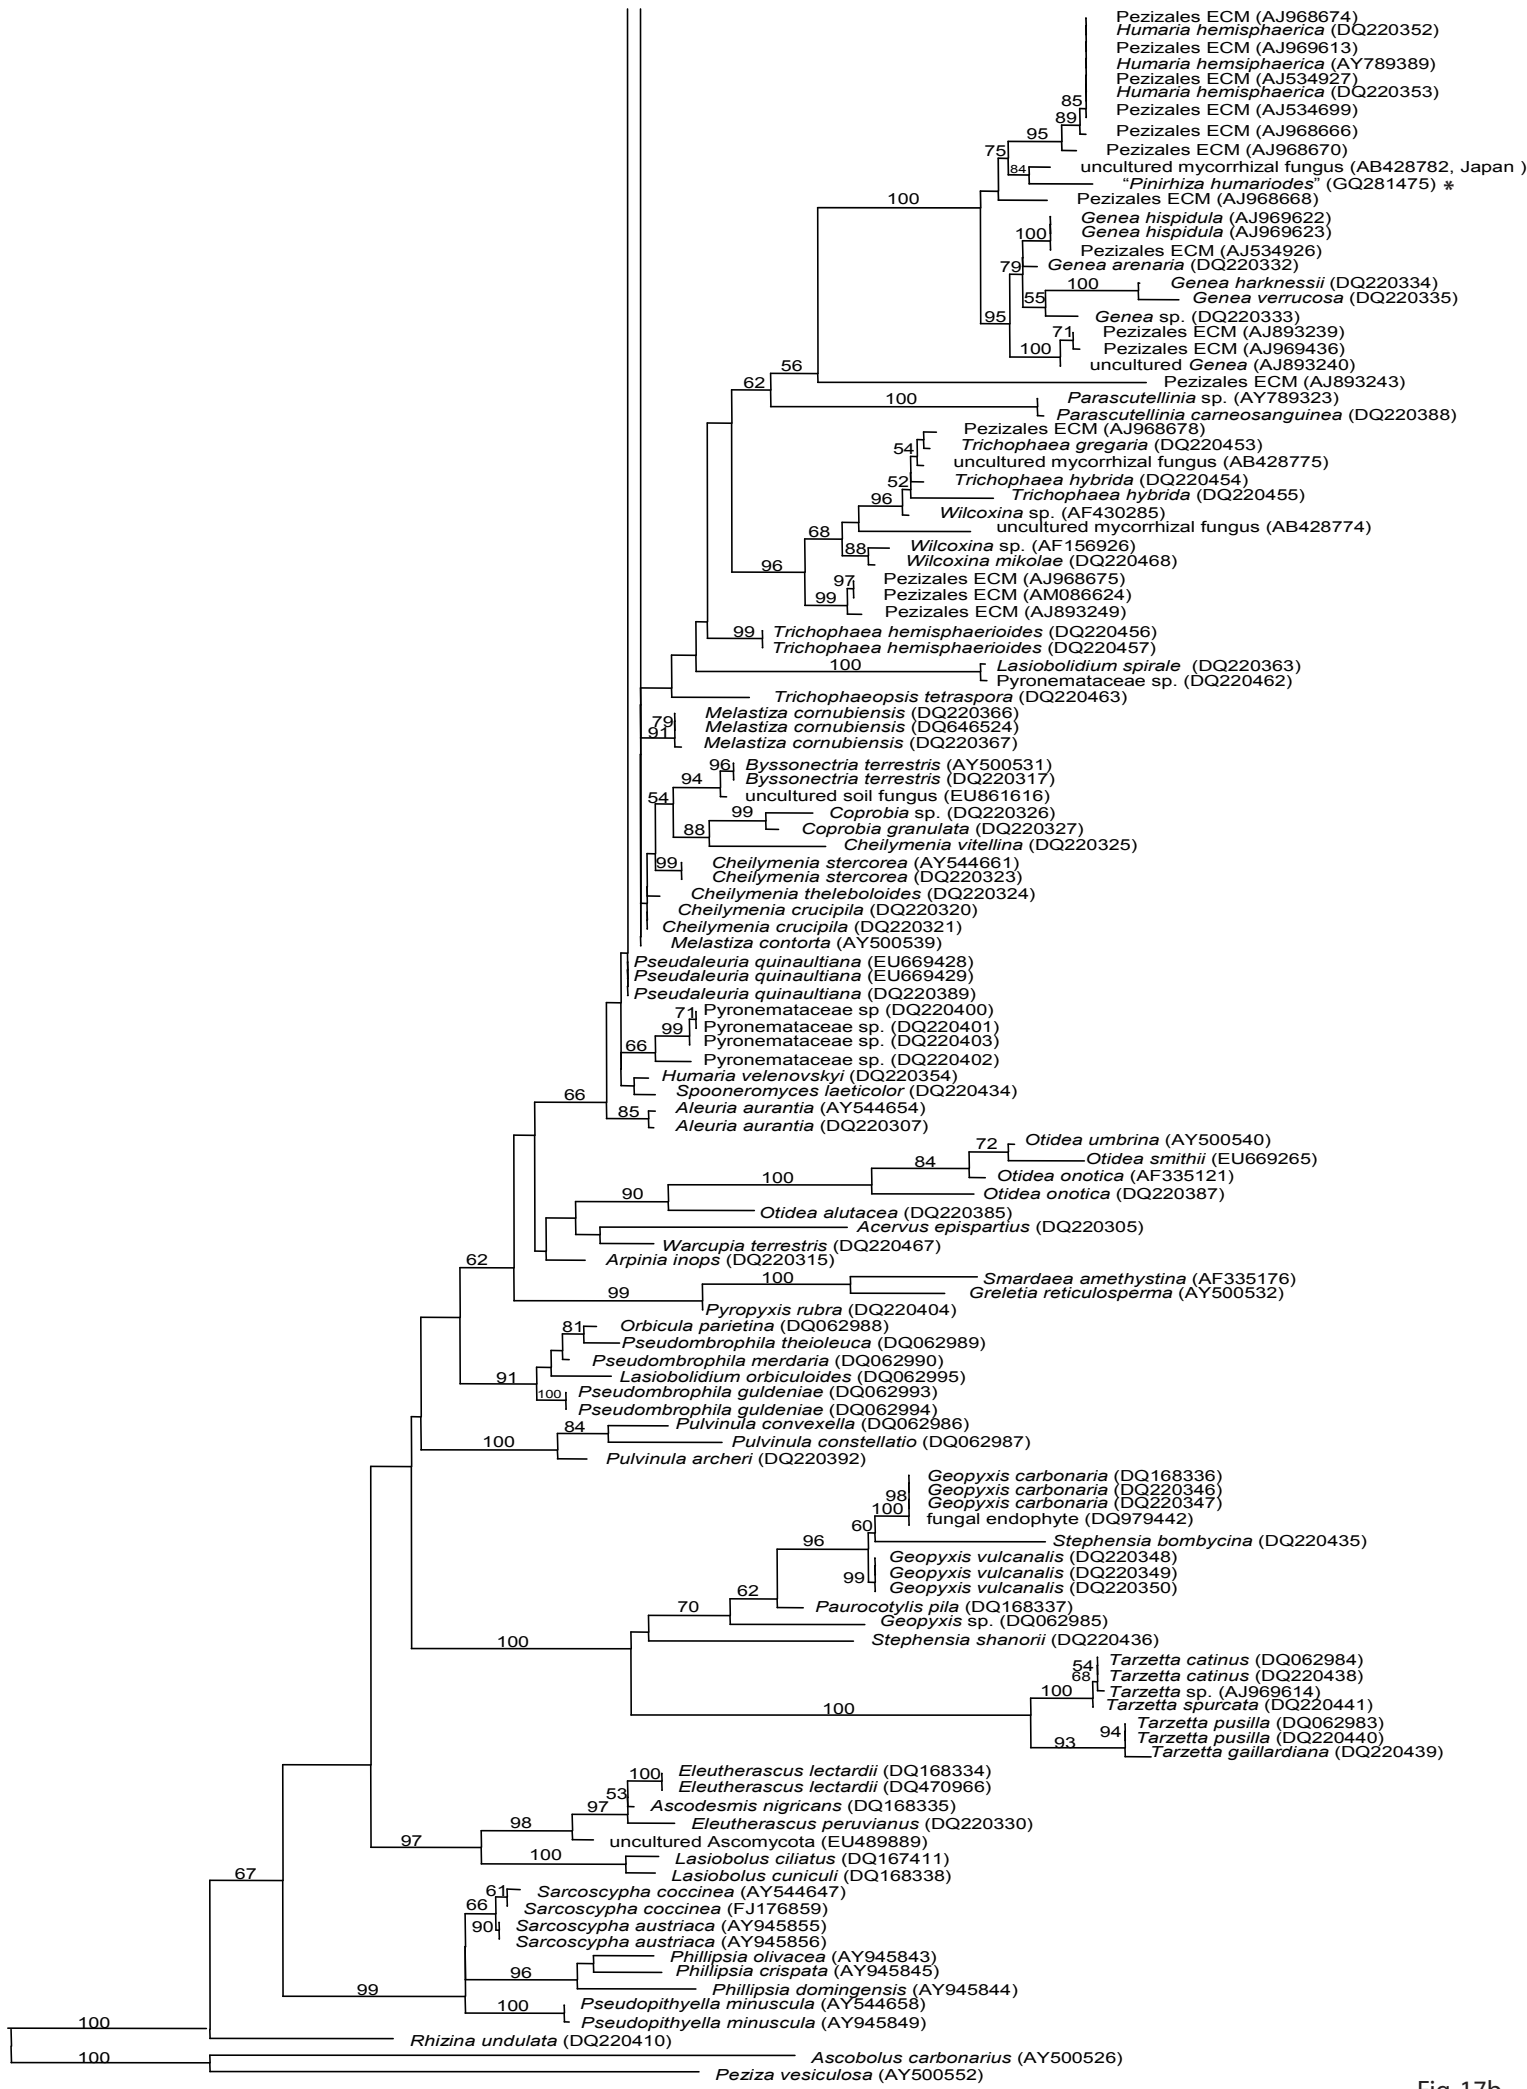 Pezizales ECM (AJ968674)
Humaria hemisphaerica (DQ220352)
Pezizales ECM (AJ969613)
Humaria hemsiphaerica (AY789389)
Pezizales ECM (AJ534927)
Humaria hemisphaerica (DQ220353)
85
Pezizales ECM (AJ534699)
89
Pezizales ECM (AJ968666)
95
Pezizales ECM (AJ968670)
75
uncultured mycorrhizal fungus (AB428782, Japan )
84
“Pinirhiza humariodes” (GQ281475) *
Pezizales ECM (AJ968668)
100
Genea hispidula (AJ969622)
Genea hispidula (AJ969623)
100
Pezizales ECM (AJ534926)
79
Genea arenaria (DQ220332)
100
Genea harknessii (DQ220334)
55
Genea verrucosa (DQ220335)
95
Genea sp. (DQ220333)
71
Pezizales ECM (AJ893239)
100
Pezizales ECM (AJ969436)
uncultured Genea (AJ893240)
56
62
Pezizales ECM (AJ893243)
100
Parascutellinia sp. (AY789323)
Parascutellinia carneosanguinea (DQ220388)
Pezizales ECM (AJ968678)
54
Trichophaea gregaria (DQ220453)
uncultured mycorrhizal fungus (AB428775)
52
Trichophaea hybrida (DQ220454)
96
Trichophaea hybrida (DQ220455)
Wilcoxina sp. (AF430285)
68
uncultured mycorrhizal fungus (AB428774)
88
Wilcoxina sp. (AF156926)
96
Wilcoxina mikolae (DQ220468)
97
Pezizales ECM (AJ968675)
99
Pezizales ECM (AM086624)
Pezizales ECM (AJ893249)
99
Trichophaea hemisphaerioides (DQ220456)
Trichophaea hemisphaerioides (DQ220457)
100
Lasiobolidium spirale (DQ220363)
Pyronemataceae sp. (DQ220462)
Trichophaeopsis tetraspora (DQ220463)
Melastiza cornubiensis (DQ220366)
79
Melastiza cornubiensis (DQ646524)
91
Melastiza cornubiensis (DQ220367)
96
Byssonectria terrestris (AY500531)
94
Byssonectria terrestris (DQ220317)
54
uncultured soil fungus (EU861616)
99
Coprobia sp. (DQ220326)
88
Coprobia granulata (DQ220327)
Cheilymenia vitellina (DQ220325)
99
Cheilymenia stercorea (AY544661)
Cheilymenia stercorea (DQ220323)
Cheilymenia theleboloides (DQ220324)
Cheilymenia crucipila (DQ220320)
Cheilymenia crucipila (DQ220321)
Melastiza contorta (AY500539)
Pseudaleuria quinaultiana (EU669428)
Pseudaleuria quinaultiana (EU669429)
Pseudaleuria quinaultiana (DQ220389)
71
Pyronemataceae sp (DQ220400)
99
Pyronemataceae sp. (DQ220401)
66
Pyronemataceae sp. (DQ220403)
Pyronemataceae sp. (DQ220402)
Humaria velenovskyi (DQ220354)
66
Spooneromyces laeticolor (DQ220434)
85
Aleuria aurantia (AY544654)
Aleuria aurantia (DQ220307)
72
Otidea umbrina (AY500540)
84
Otidea smithii (EU669265)
100
Otidea onotica (AF335121)
90
Otidea onotica (DQ220387)
Otidea alutacea (DQ220385)
Acervus epispartius (DQ220305)
Warcupia terrestris (DQ220467)
62
Arpinia inops (DQ220315)
100
Smardaea amethystina (AF335176)
99
Greletia reticulosperma (AY500532)
Pyropyxis rubra (DQ220404)
81
Orbicula parietina (DQ062988)
Pseudombrophila theioleuca (DQ062989)
Pseudombrophila merdaria (DQ062990)
91
Lasiobolidium orbiculoides (DQ062995)
100
Pseudombrophila guldeniae (DQ062993)
Pseudombrophila guldeniae (DQ062994)
84
Pulvinula convexella (DQ062986)
100
Pulvinula constellatio (DQ062987)
Pulvinula archeri (DQ220392)
Geopyxis carbonaria (DQ168336)
98
Geopyxis carbonaria (DQ220346)
100
Geopyxis carbonaria (DQ220347)
60
fungal endophyte (DQ979442)
96
Stephensia bombycina (DQ220435)
Geopyxis vulcanalis (DQ220348)
99
Geopyxis vulcanalis (DQ220349)
62
Geopyxis vulcanalis (DQ220350)
70
Paurocotylis pila (DQ168337)
Geopyxis sp. (DQ062985)
100
Stephensia shanorii (DQ220436)
54
Tarzetta catinus (DQ062984)
68
Tarzetta catinus (DQ220438)
100
Tarzetta sp. (AJ969614)
100
Tarzetta spurcata (DQ220441)
94
Tarzetta pusilla (DQ062983)
93
Tarzetta pusilla (DQ220440)
Tarzetta gaillardiana (DQ220439)
100
Eleutherascus lectardii (DQ168334)
53
Eleutherascus lectardii (DQ470966)
97
Ascodesmis nigricans (DQ168335)
98
Eleutherascus peruvianus (DQ220330)
97
uncultured Ascomycota (EU489889)
100
Lasiobolus ciliatus (DQ167411)
67
Lasiobolus cuniculi (DQ168338)
61
Sarcoscypha coccinea (AY544647)
66
Sarcoscypha coccinea (FJ176859)
90
Sarcoscypha austriaca (AY945855)
Sarcoscypha austriaca (AY945856)
Phillipsia olivacea (AY945843)
96
Phillipsia crispata (AY945845)
99
Phillipsia domingensis (AY945844)
100
Pseudopithyella minuscula (AY544658)
100
Pseudopithyella minuscula (AY945849)
Rhizina undulata (DQ220410)
100
Ascobolus carbonarius (AY500526)
Peziza vesiculosa (AY500552)
Fig. 17b